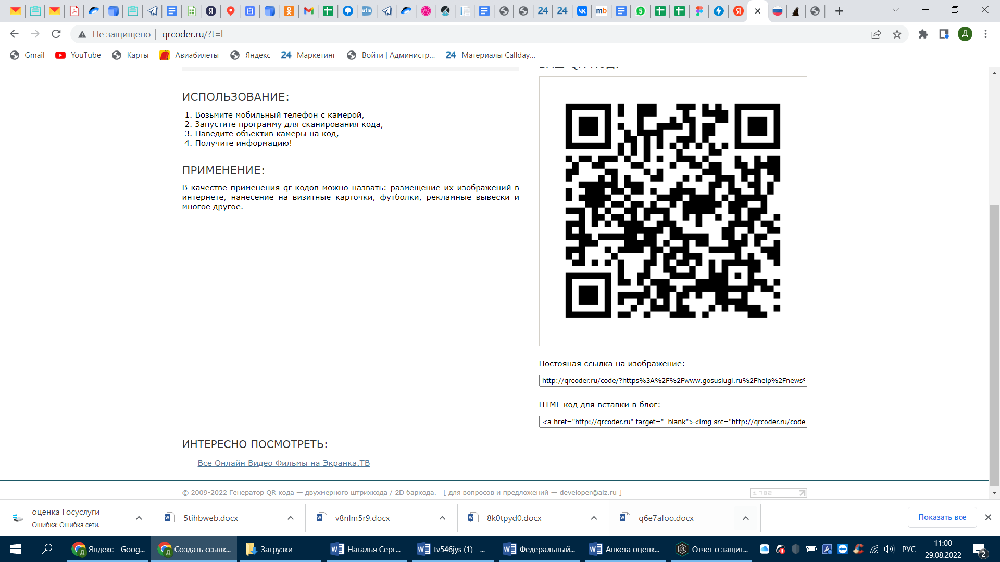 Не защищено
qrcoder.ru/?t=l
Gmail
YouTube
Карты
Авиабилеты
Яндекс
24 Маркетинг
Войти | Администр...
24 Материалы Callday...
ИСПОЛЬЗОВАНИЕ:
1. Возьмите мобильный телефон с камерой,
2. Запустите программу для сканирования кода,
3. Наведите объектив камеры на код,
4. Получите информацию!
ПРИМЕНЕНИЕ:
В качестве применения qr-кодов можно назвать: размещение их изображений в
интернете, нанесение на визитные карточки, футболки, рекламные вывески и
многое другое.
Постояная ссылка на изображение:
http://qrcoder.ru/code/?https%3A%2F%2Fwww.gosuslugi.ru%2Fhelp%2Fnews%
HTML-код для вставки в блог:
<a href="http://qrcoder.ru" target="_blank"><img src="http://qrcoder.ru/code
ИНТЕРЕСНО ПОСМОТРЕТЬ:
Все Онлайн Видео Фильмы на Экранка.ТВ
© 2009-2022 Генератор QR кода — двухмерного штрихкода / 2D баркода. [ для вопросов и предложений — developer@alz.ru ]
1782
оценка Госуслуги
Ошибка: Ошибка сети.
5tihbweb.docx
v8nlm5r9.docx
8k0tpyd0.docx
q6e7afoo.docx
Показать все
Яндекс - Goog...
Создать ссылк...
Загрузки
Наталья Серг...
tv546jys (1) - ...
Федеральный...
Анкета оценк...
Отчет о защит...
РУС
11:00
29.08.2022
2